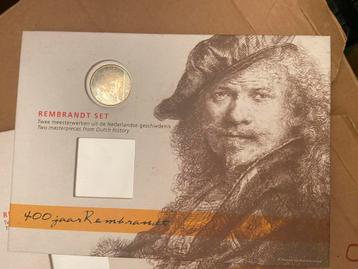 REMBRANDT SET
Twee meesterwerken uit de Nederlandse geschiedenis
Two masterpieces from Dutch history
400 jaar Rembrandt